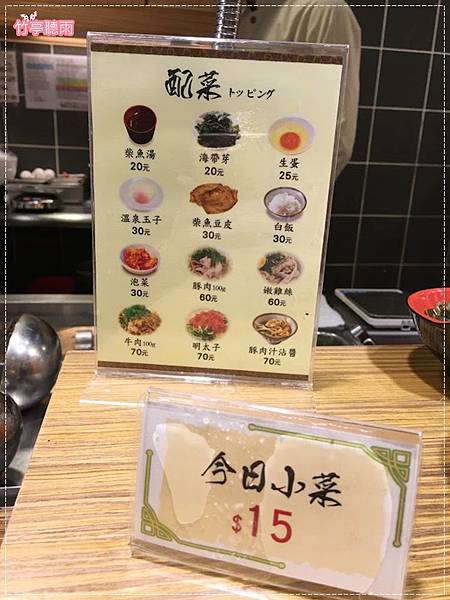 竹亭聽雨
配菜 トッピング
柴魚湯
20元
海帶芽
20元
生蛋
25元
溫泉玉子
30元
柴魚豆皮
30元
白飯
30元
泡菜
30元
豚肉100g
60元
嫩雞絲
60元
牛肉100g
70元
明太子
70元
豚肉汁沾醬
70元
今日小菜
$15